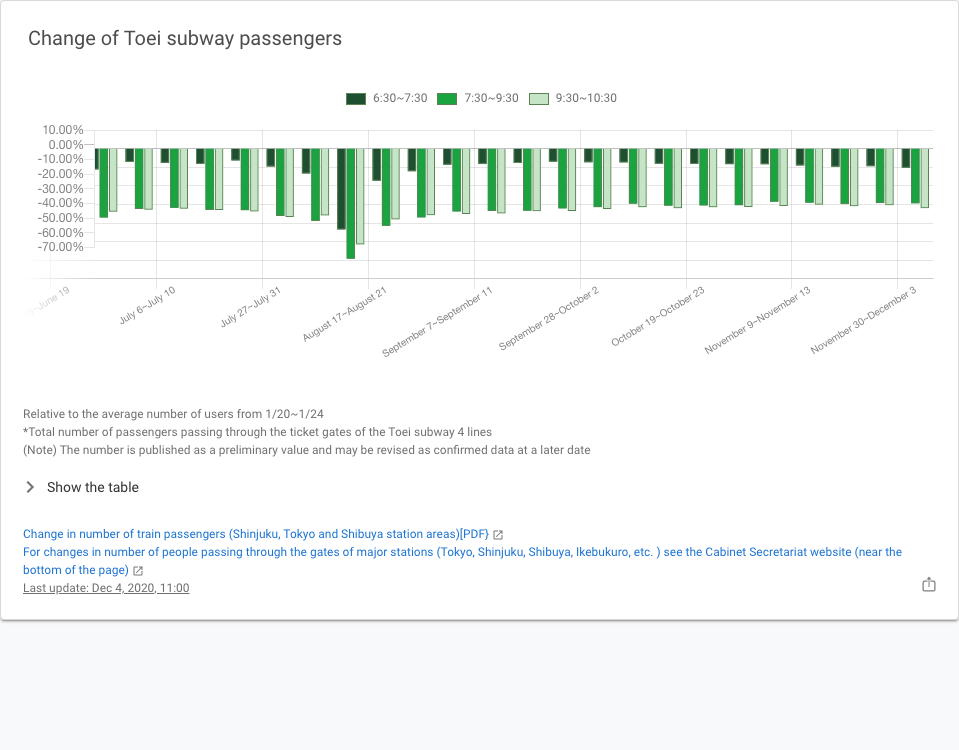 Change of Toei subway passengers
6:30~7:30 7:30~9:30 9:30~10:30
10.00%
0.00%
-10.00%
-20.00%
-30.00%
-40.00%
-50.00%
-60.00%
-70.00%
~June 19
July 6~July 10
July 27~July 31
August 17~August 21
September 7~September 11
September 28~October 2
October 19~October 23
November 9~November 13
November 30~December 3
Relative to the average number of users from 1/20~1/24
*Total number of passengers passing through the ticket gates of the Toei subway 4 lines
(Note) The number is published as a preliminary value and may be revised as confirmed data at a later date
Show the table
Change in number of train passengers (Shinjuku, Tokyo and Shibuya station areas)[PDF}
For changes in number of people passing through the gates of major stations (Tokyo, Shinjuku, Shibuya, Ikebukuro, etc. ) see the Cabinet Secretariat website (near the
bottom of the page)
Last update: Dec 4, 2020, 11:00